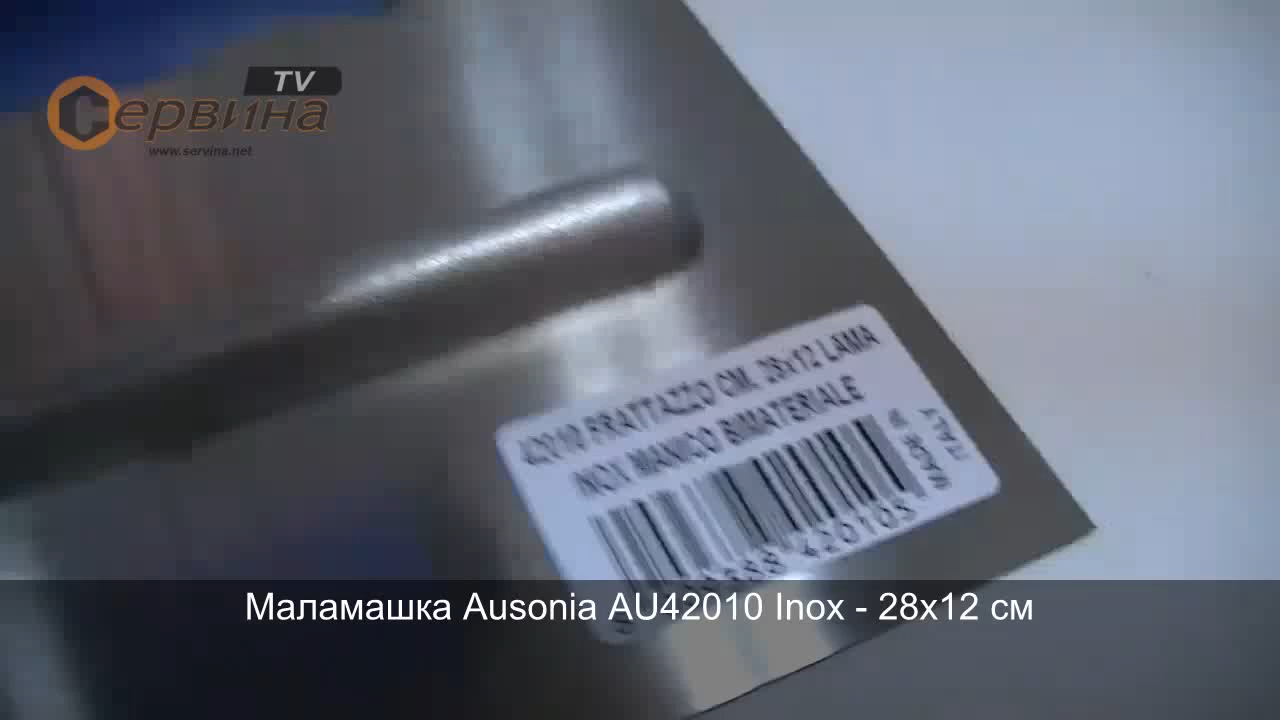 TV
Сервина
www.servina.net
42010 FRATTAZZO CM. 28x12 LAMA
INOX MANICO BIMATERIALE
MADE IN
ITALY
420105
Маламашка Ausonia AU42010 Inox - 28x12 см